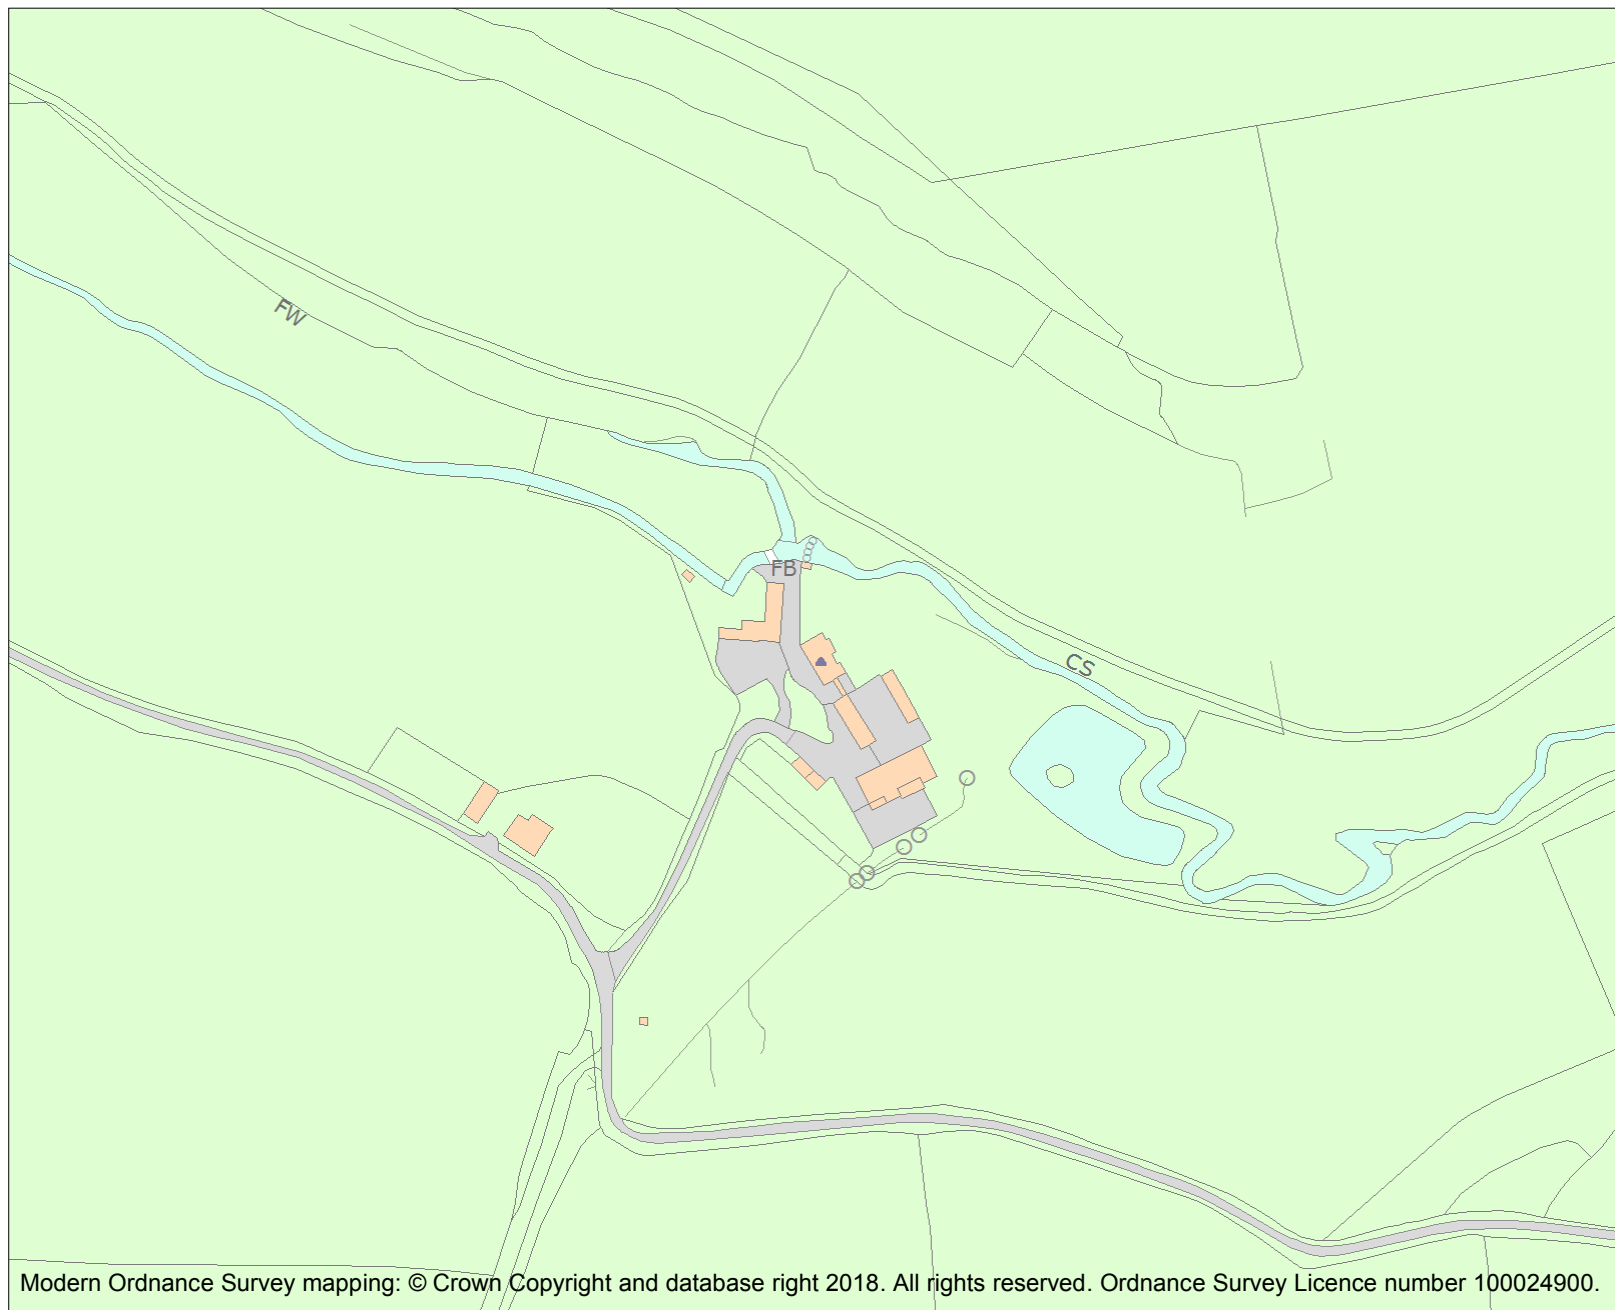 FW
FB
CS
Modern Ordnance Survey mapping: © Crown Copyright and database right 2018. All rights reserved. Ordnance Survey Licence number 100024900.